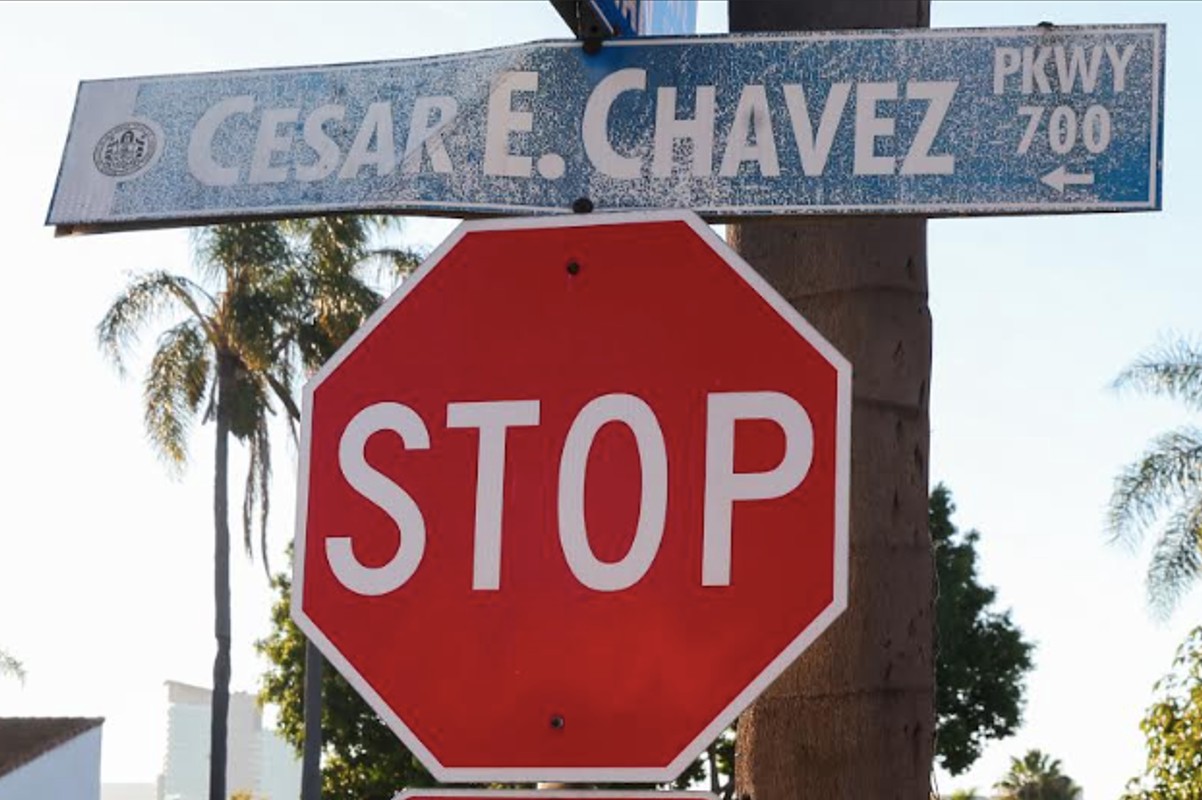 CESAR E. CHAVEZ PKWY
700
←
STOP